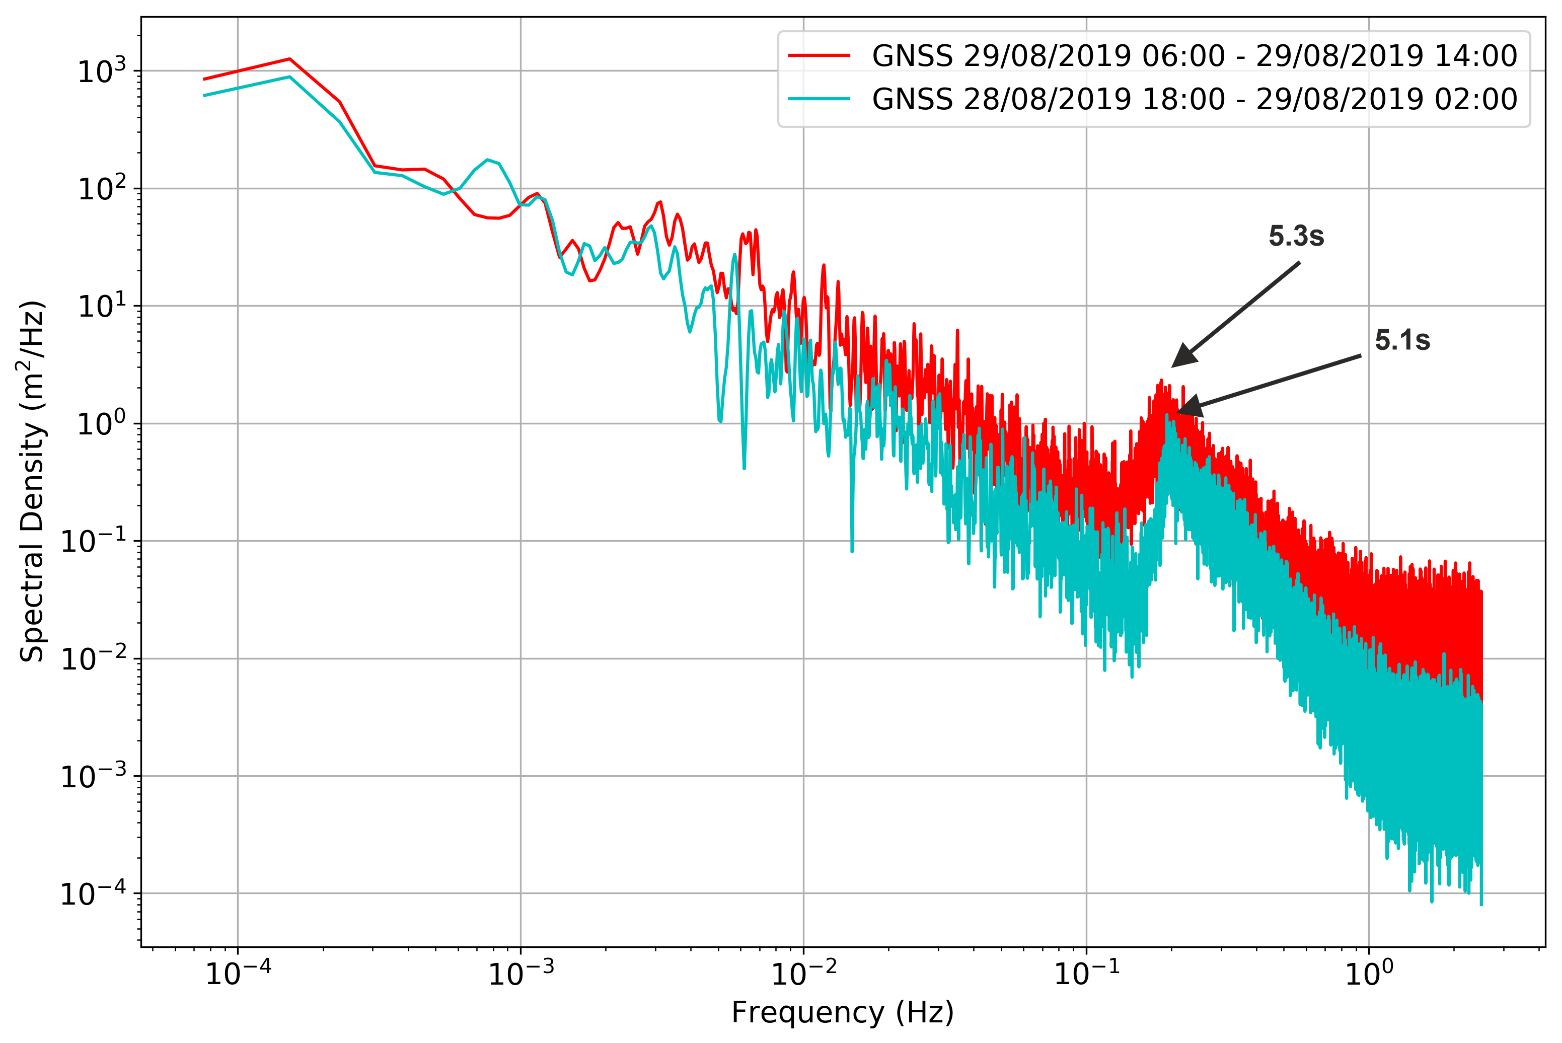 GNSS 29/08/2019 06:00 - 29/08/2019 14:00
GNSS 28/08/2019 18:00 - 29/08/2019 02:00
5.3s
5.1s
Spectral Density (m²/Hz)
10³
10²
10¹
10⁰
10⁻¹
10⁻²
10⁻³
10⁻⁴
10⁻⁴ 10⁻³ 10⁻² 10⁻¹ 10⁰
Frequency (Hz)